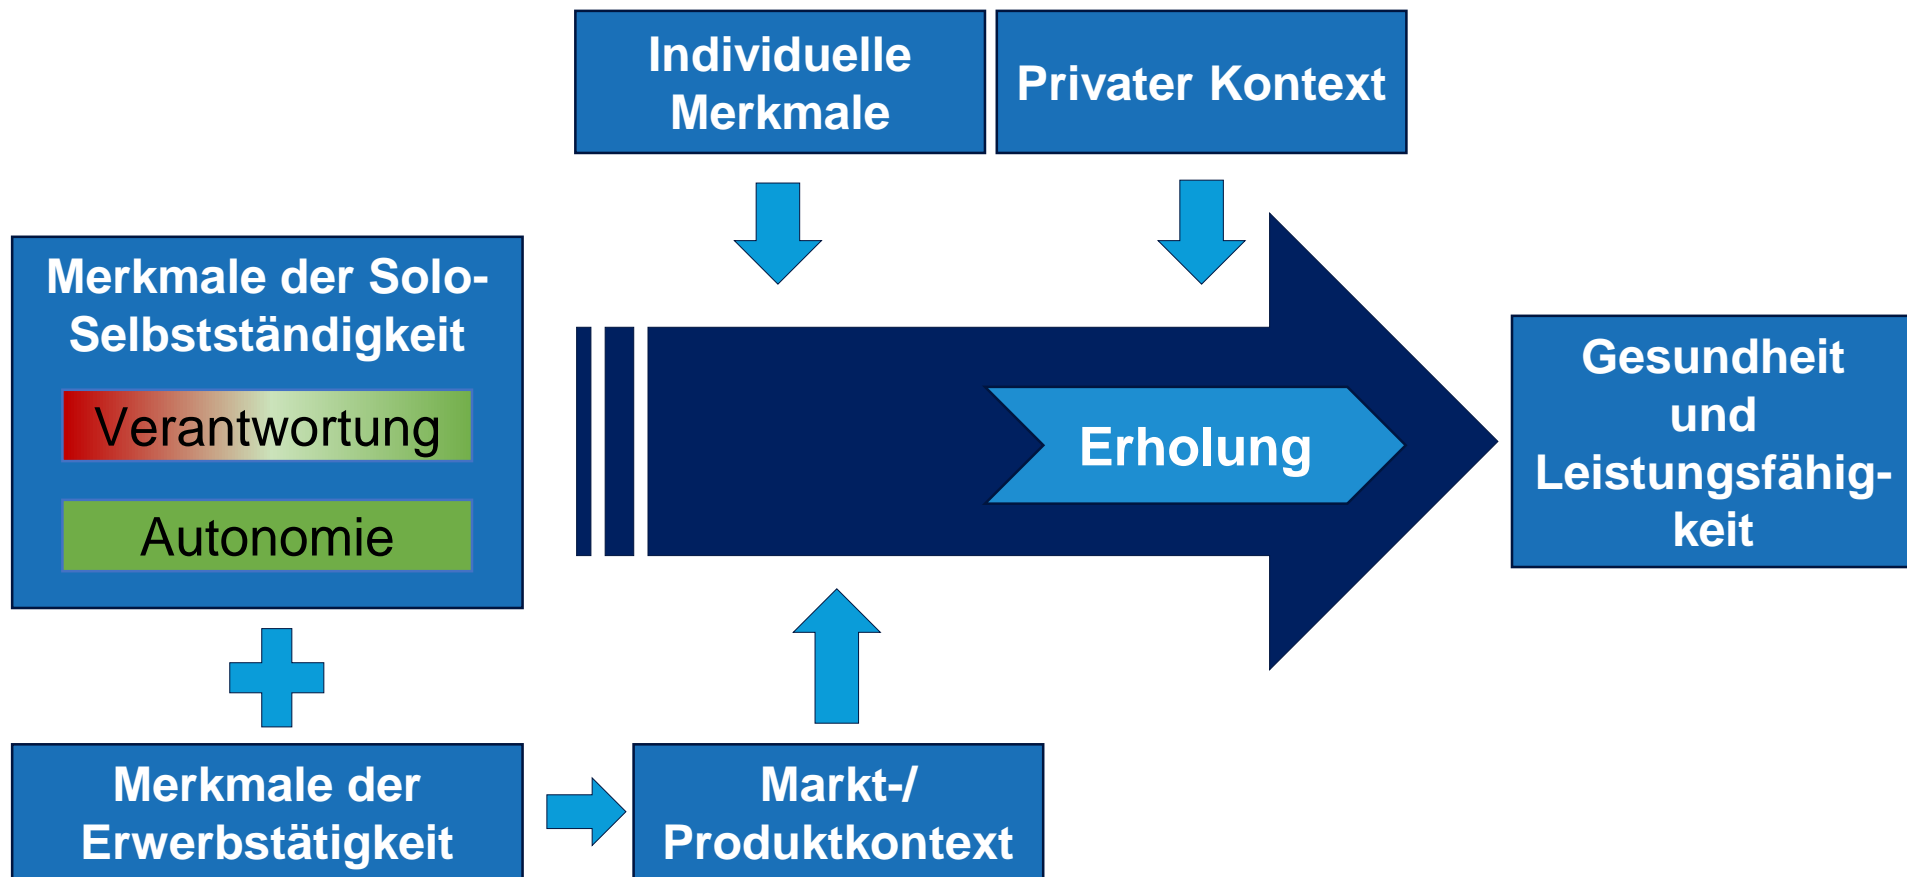 Individuelle
Merkmale
Privater Kontext
Merkmale der Solo-
Selbstständigkeit
Verantwortung
Autonomie
Erholung
Gesundheit
und
Leistungsfähig-
keit
Merkmale der
Erwerbstätigkeit
Markt-/
Produktkontext